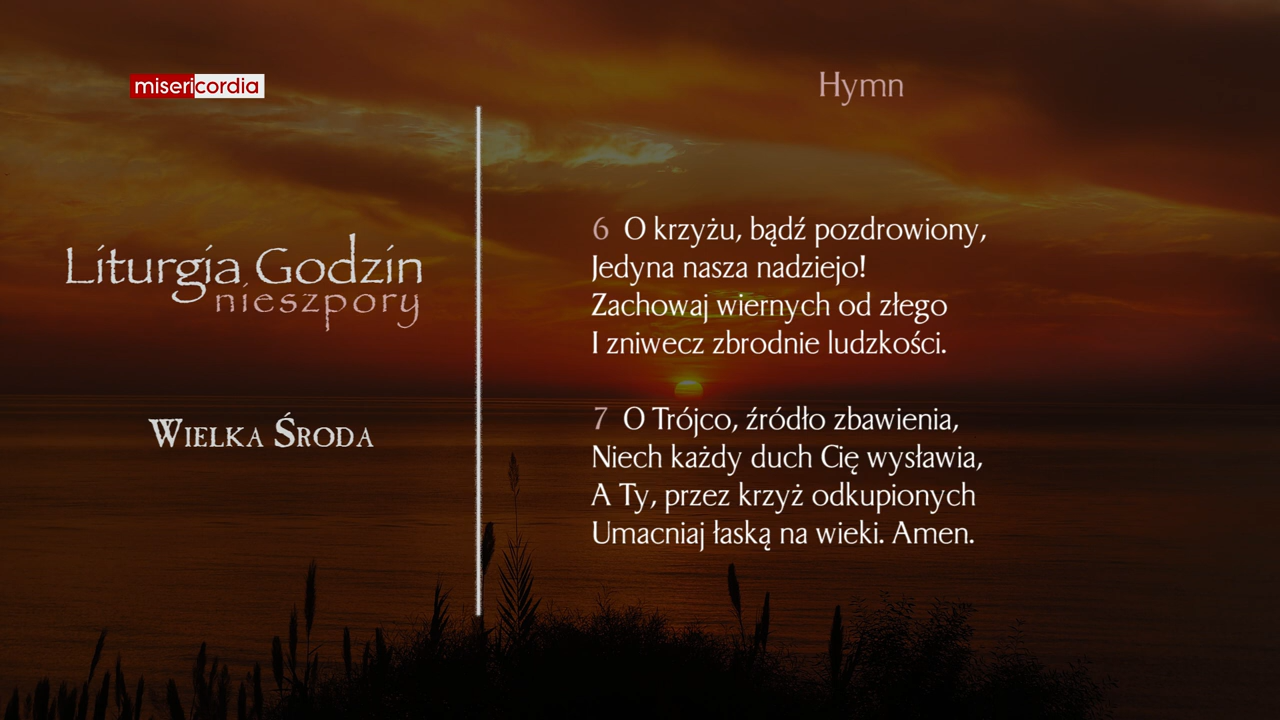 misericordia
Liturgia Godzin
nieszpory
Wielka Środa
Hymn
6 O krzyżu, bądź pozdrowiony,
Jedyna nasza nadziejo!
Zachowaj wiernych od złego
I zniwecz zbrodnie ludzkości.
7 O Trójco, źródło zbawienia,
Niech każdy duch Cię wysławia,
A Ty, przez krzyż odkupionych
Umacniaj łaską na wieki. Amen.